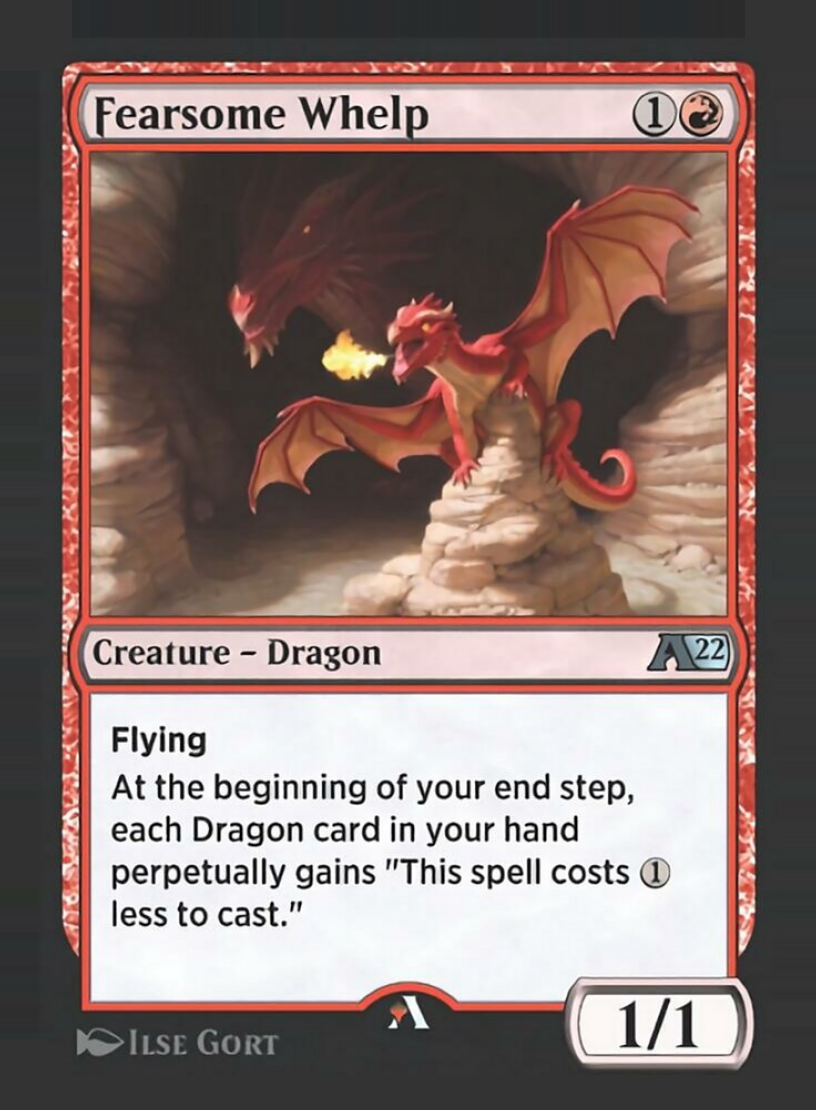 Fearsome Whelp 1
Creature – Dragon A22
Flying
At the beginning of your end step,
each Dragon card in your hand
perpetually gains "This spell costs 1
less to cast."
1/1
ILSE GORT